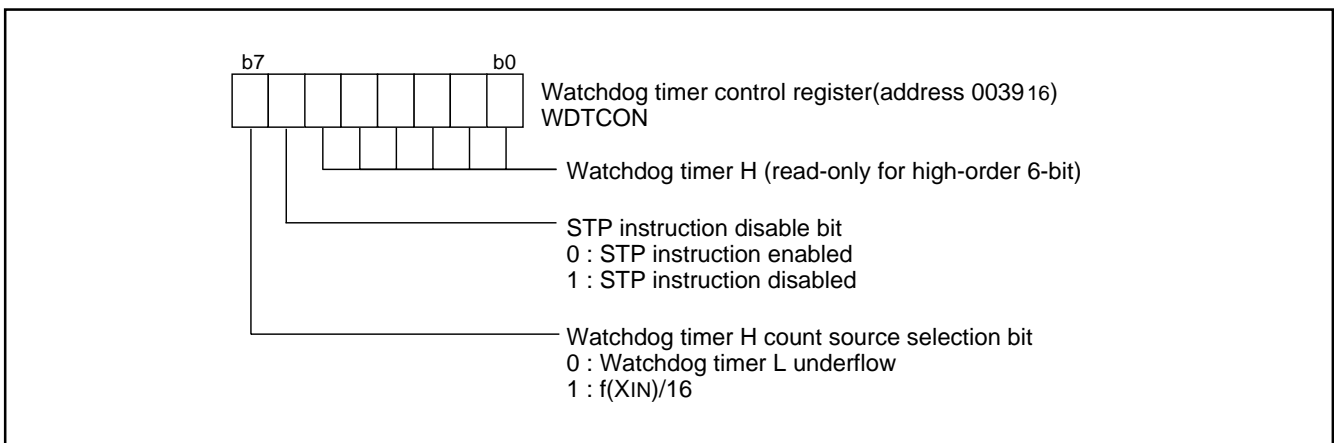 b7 b0
Watchdog timer control register(address 003916)
WDTCON
Watchdog timer H (read-only for high-order 6-bit)
STP instruction disable bit
0 : STP instruction enabled
1 : STP instruction disabled
Watchdog timer H count source selection bit
0 : Watchdog timer L underflow
1 : f(XIN)/16